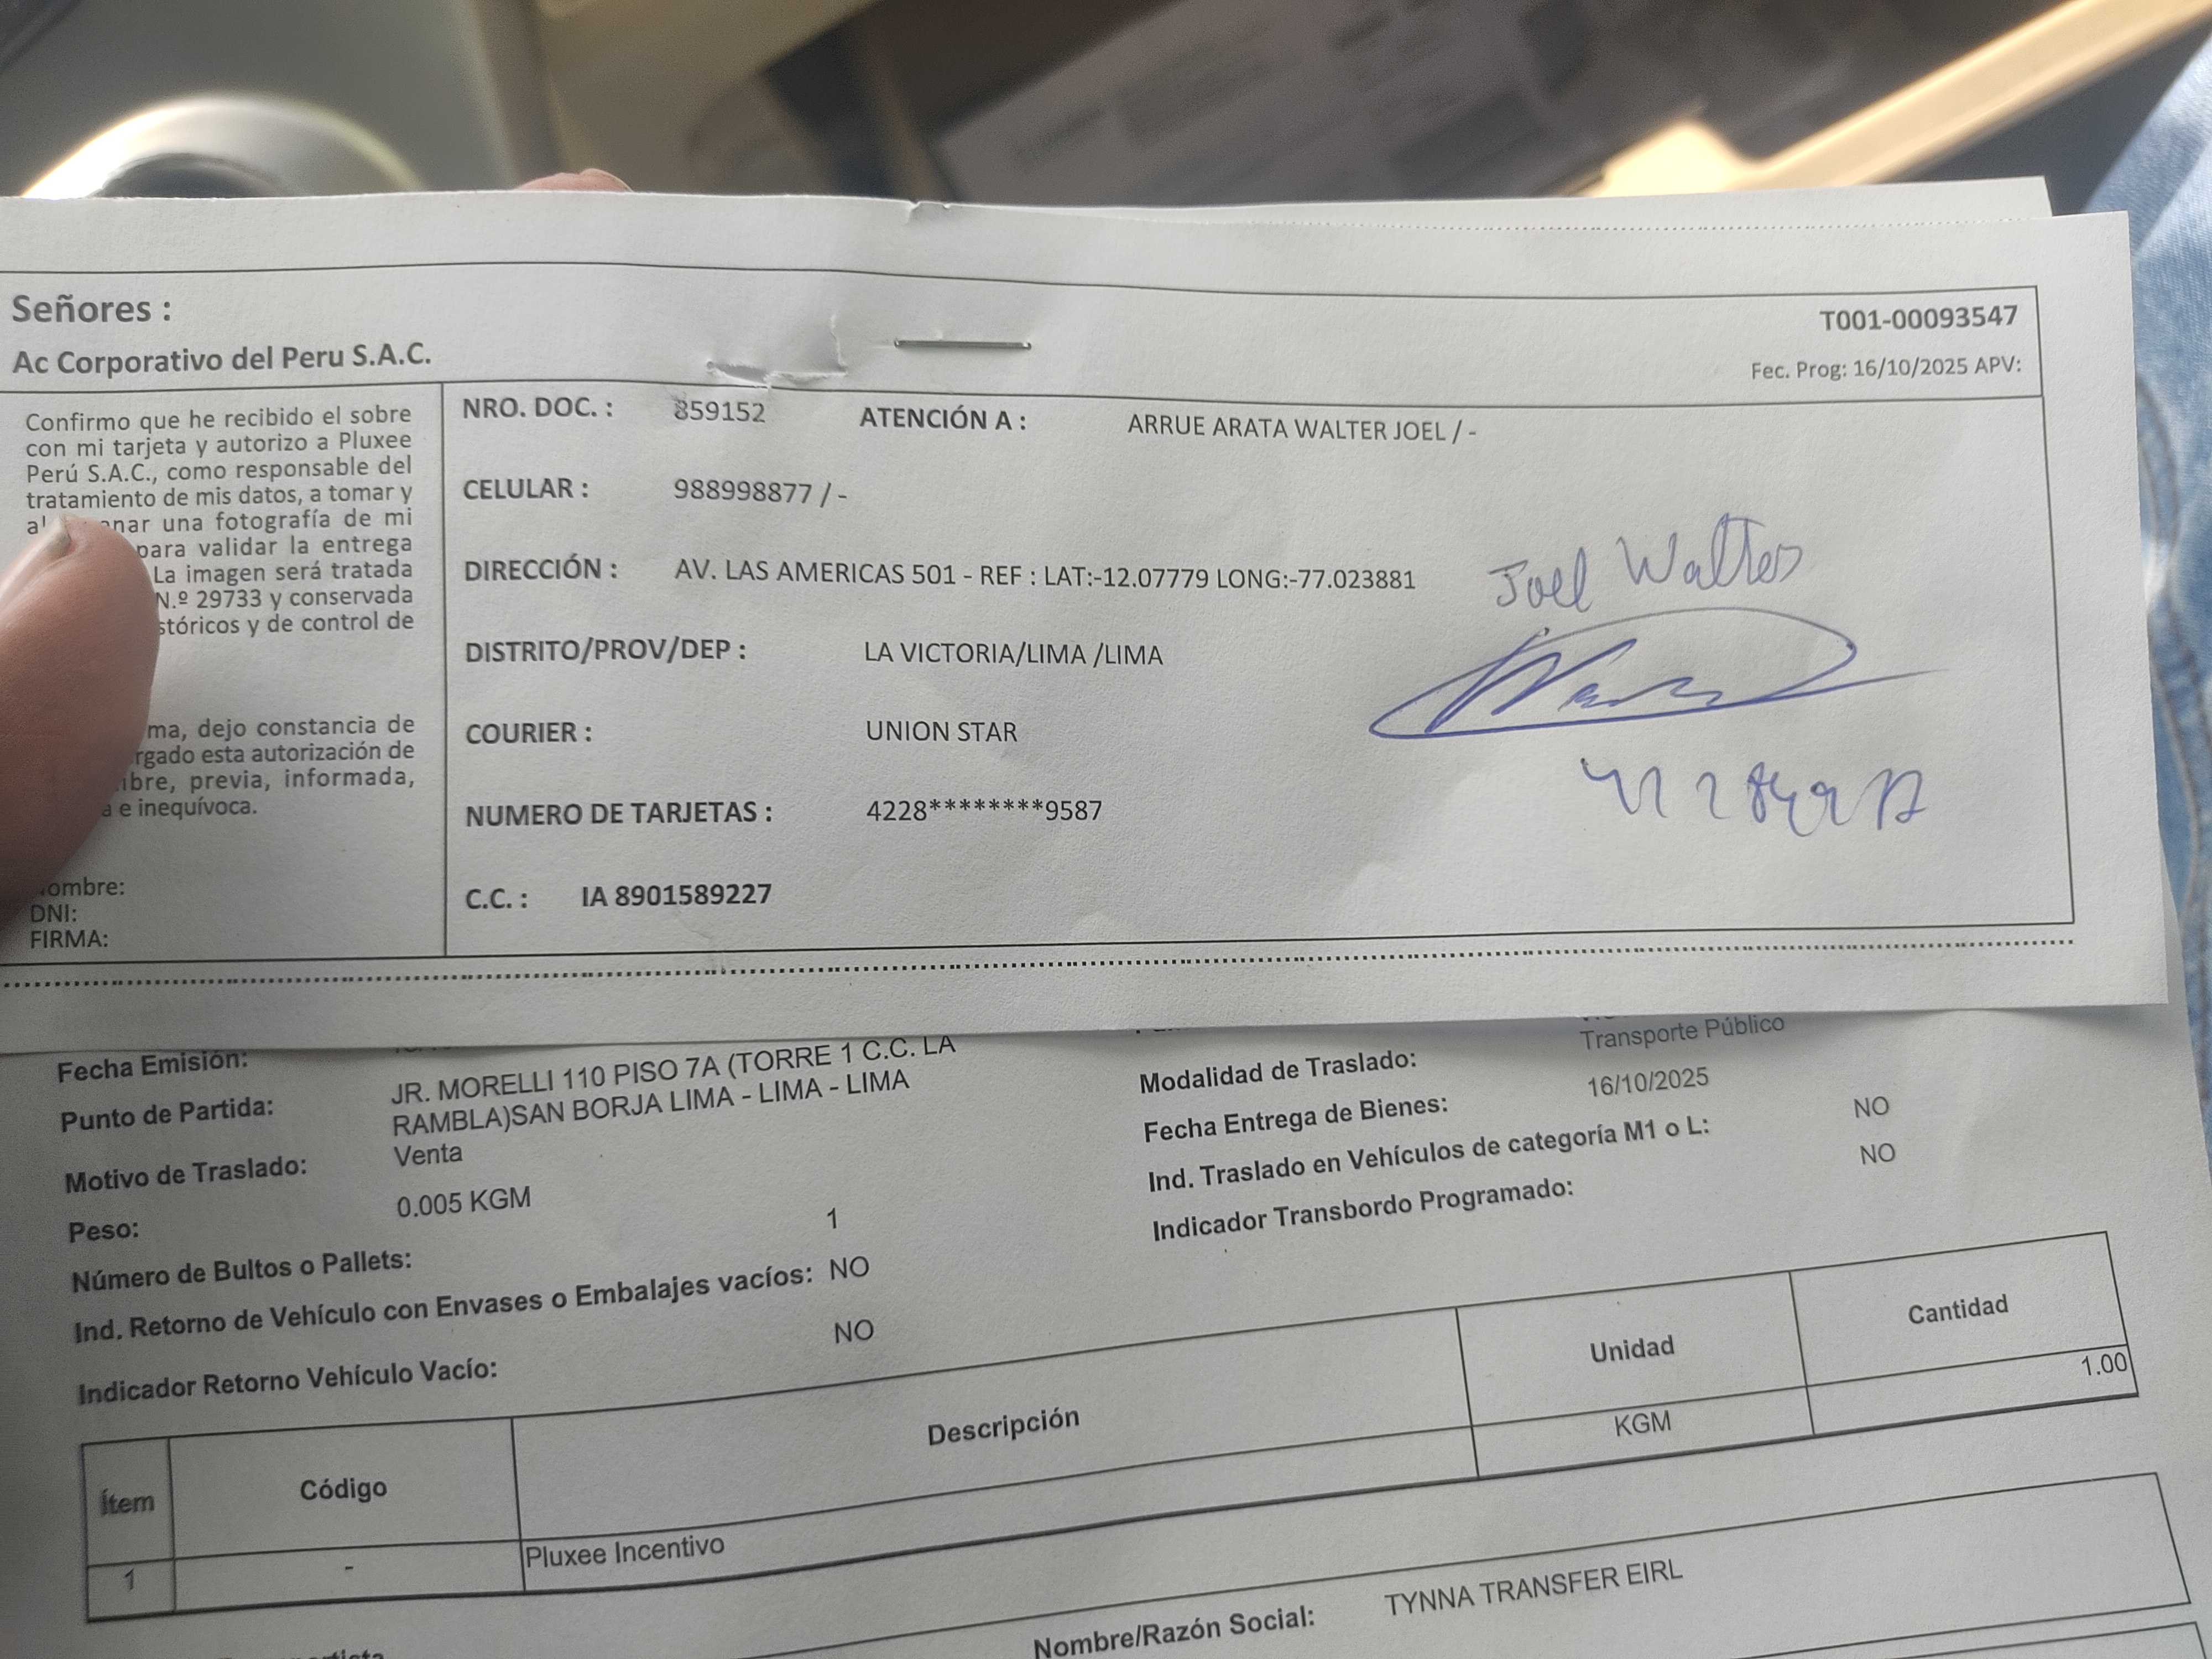 Señores :
Ac Corporativo del Peru S.A.C.
T001-00093547
Fec. Prog: 16/10/2025 APV:
Confirmo que he recibido el sobre
con mi tarjeta y autorizo a Pluxee
Perú S.A.C., como responsable del
tratamiento de mis datos, a tomar y
una fotografía de mi
para validar la entrega
La imagen será tratada
N.º 29733 y conservada
y de control de
dejo constancia de
esta autorización de
previa, informada,
e inequívoca.
Nombre:
DNI:
FIRMA:
NRO. DOC. : 859152 ATENCIÓN A : ARRUE ARATA WALTER JOEL / -
CELULAR : 988998877 / -
DIRECCIÓN : AV. LAS AMERICAS 501 - REF : LAT:-12.07779 LONG:-77.023881
DISTRITO/PROV/DEP : LA VICTORIA/LIMA /LIMA
COURIER : UNION STAR
NUMERO DE TARJETAS : 4228********9587
C.C. : IA 8901589227
Joel Walter
Fecha Emisión:
Punto de Partida: JR. MORELLI 110 PISO 7A (TORRE 1 C.C. LA
RAMBLA)SAN BORJA LIMA - LIMA - LIMA
Motivo de Traslado: Venta
Peso: 0.005 KGM
Número de Bultos o Pallets: 1
Ind. Retorno de Vehículo con Envases o Embalajes vacíos: NO
Indicador Retorno Vehículo Vacío: NO
Modalidad de Traslado: Transporte Público
Fecha Entrega de Bienes: 16/10/2025
Ind. Traslado en Vehículos de categoría M1 o L: NO
Indicador Transbordo Programado: NO
Ítem Código Descripción Unidad Cantidad
1 - Pluxee Incentivo KGM 1.00
Nombre/Razón Social: TYNNA TRANSFER EIRL